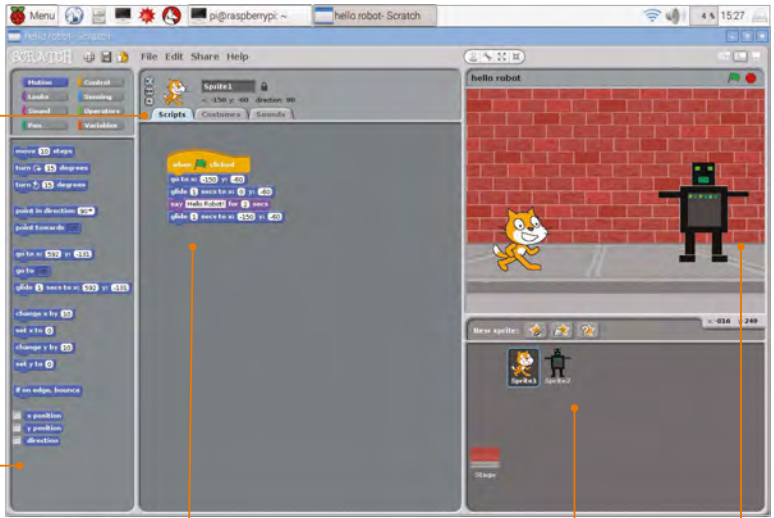 Menu pi@raspberrypi: ~ hello robot- Scratch 4 % 15:27
hello robot- Scratch
SCRATCH File Edit Share Help
Motion Control
Looks Sensing
Sound Operators
Pen Variables
Sprite1
x: -150 y: -60 direction: 90
Scripts Costumes Sounds
move 10 steps
turn 15 degrees
turn 15 degrees
point in direction 90
point towards
go to x: 592 y: -131
go to
glide 1 secs to x: 592 y: -131
change x by 10
set x to 0
change y by 10
set y to 0
if on edge, bounce
x position
y position
direction
when clicked
go to x: -150 y: -60
glide 1 secs to x: 0 y: -60
say Hello Robot! for 2 secs
glide 1 secs to x: -150 y: -60
hello robot
x: -816 y: 249
New sprite:
Sprite1 Sprite2
Stage